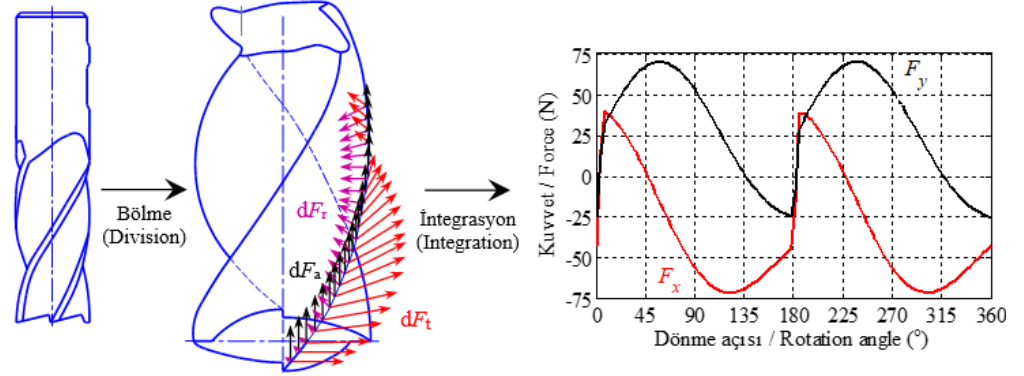 Bölme
(Division)
dFr
dFa
dFt
İntegrasyon
(Integration)
Kuvvet / Force (N)
75
50
25
0
-25
-50
-75
Fy
Fx
0 45 90 135 180 225 270 315 360
Dönme açısı / Rotation angle (°)